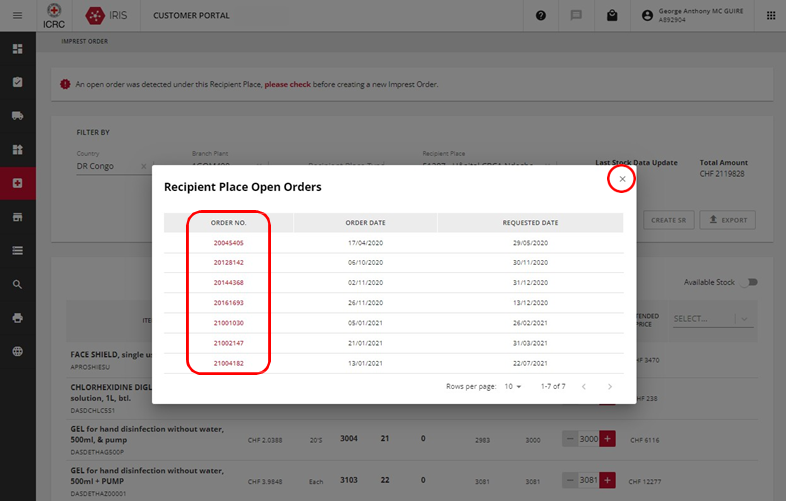 ICRC
IRIS
CUSTOMER PORTAL
George Anthony MC GUIRE
A892904
IMPREST ORDER
An open order was detected under this Recipient Place, please check before creating a new Imprest Order.
FILTER BY
Country
Branch Plant
Recipient Place
DR Congo
Last Stock Data Update
Total Amount
CHF 2119828
CREATE SR
EXPORT
Recipient Place Open Orders
ORDER NO. ORDER DATE REQUESTED DATE
20045405 17/04/2020 29/05/2020
20128142 06/10/2020 30/11/2020
20144368 02/11/2020 31/12/2020
20161693 26/11/2020 13/12/2020
21001030 05/01/2021 26/02/2021
21002147 21/01/2021 31/03/2021
21004182 13/01/2021 22/07/2021
Rows per page: 10 1-7 of 7
Available Stock
SELECT...
PRICE
FACE SHIELD, single
APROSHIESU
CHF 3470
solution, 1L, btl.
DASDCHLC5S1
CHF 238
GEL for hand disinfection without water,
500ml, & pump
DASDETHAG500P
CHF 2.0388 20'S 3004 21 0 2983 3000 3000 CHF 6116
GEL for hand disinfection without water,
500ml + PUMP
DASDETHAZ00001
CHF 3.9848 Each 3103 22 0 3081 3081 3081 CHF 12277